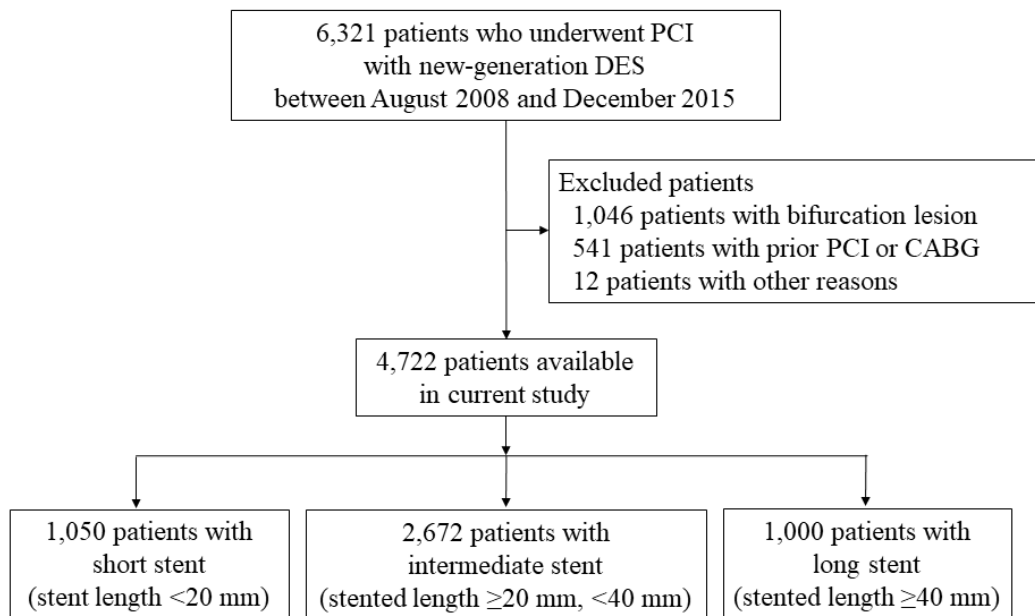 6,321 patients who underwent PCI
with new-generation DES
between August 2008 and December 2015
Excluded patients
1,046 patients with bifurcation lesion
541 patients with prior PCI or CABG
12 patients with other reasons
4,722 patients available
in current study
1,050 patients with
short stent
(stent length <20 mm)
2,672 patients with
intermediate stent
(stented length ≥20 mm, <40 mm)
1,000 patients with
long stent
(stented length ≥40 mm)